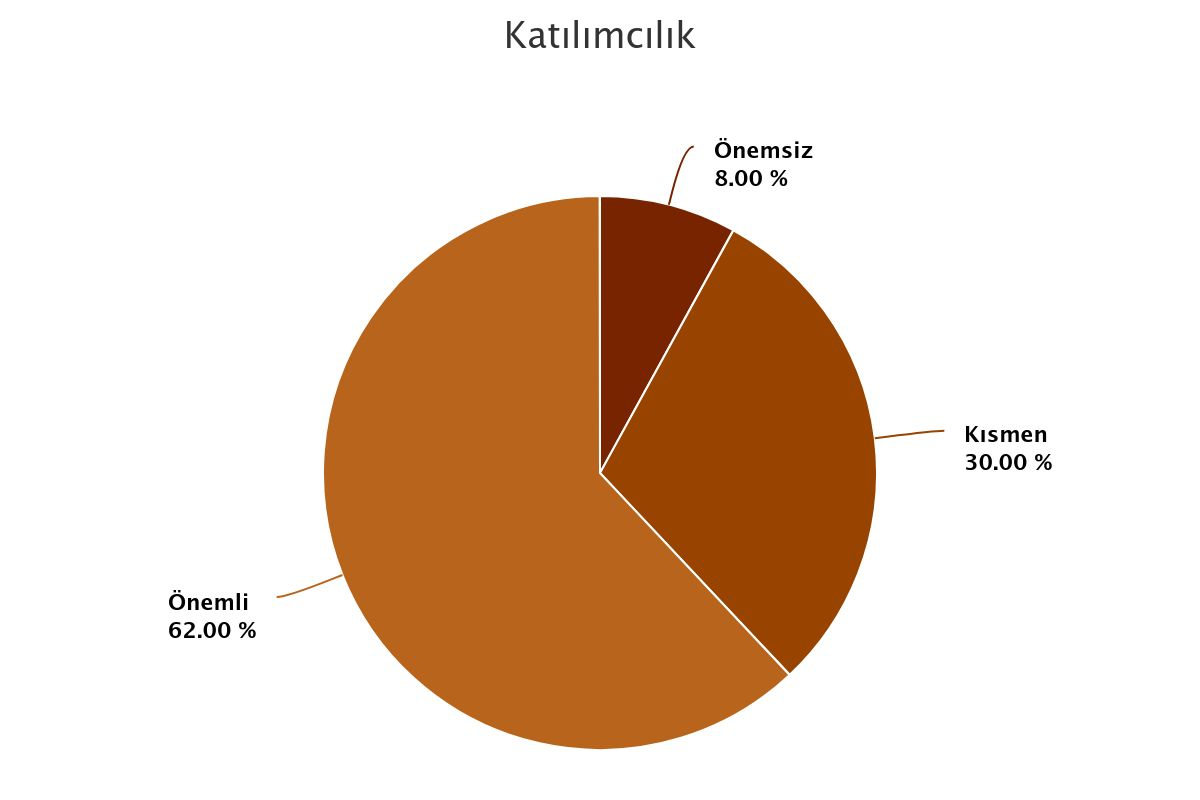 Katılımcılık
Önemsiz
8.00 %
Kısmen
30.00 %
Önemli
62.00 %